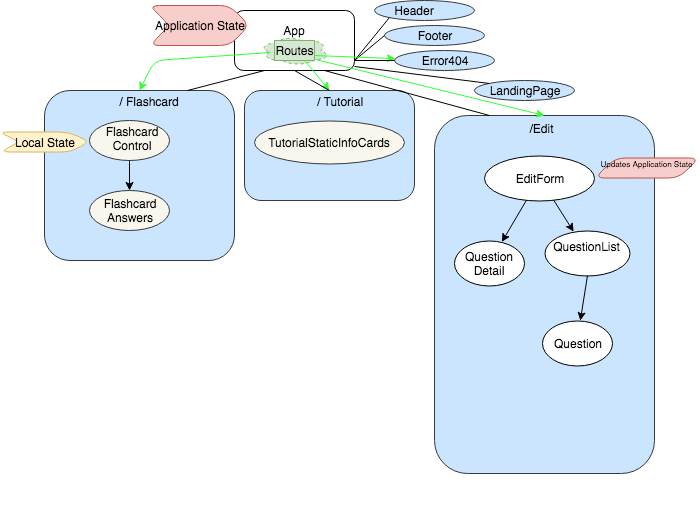 Application State
App
Routes
Header
Footer
Error404
LandingPage
/ Flashcard
Local State
Flashcard
Control
Flashcard
Answers
/ Tutorial
TutorialStaticInfoCards
/Edit
Updates Application State
EditForm
Question
Detail
QuestionList
Question